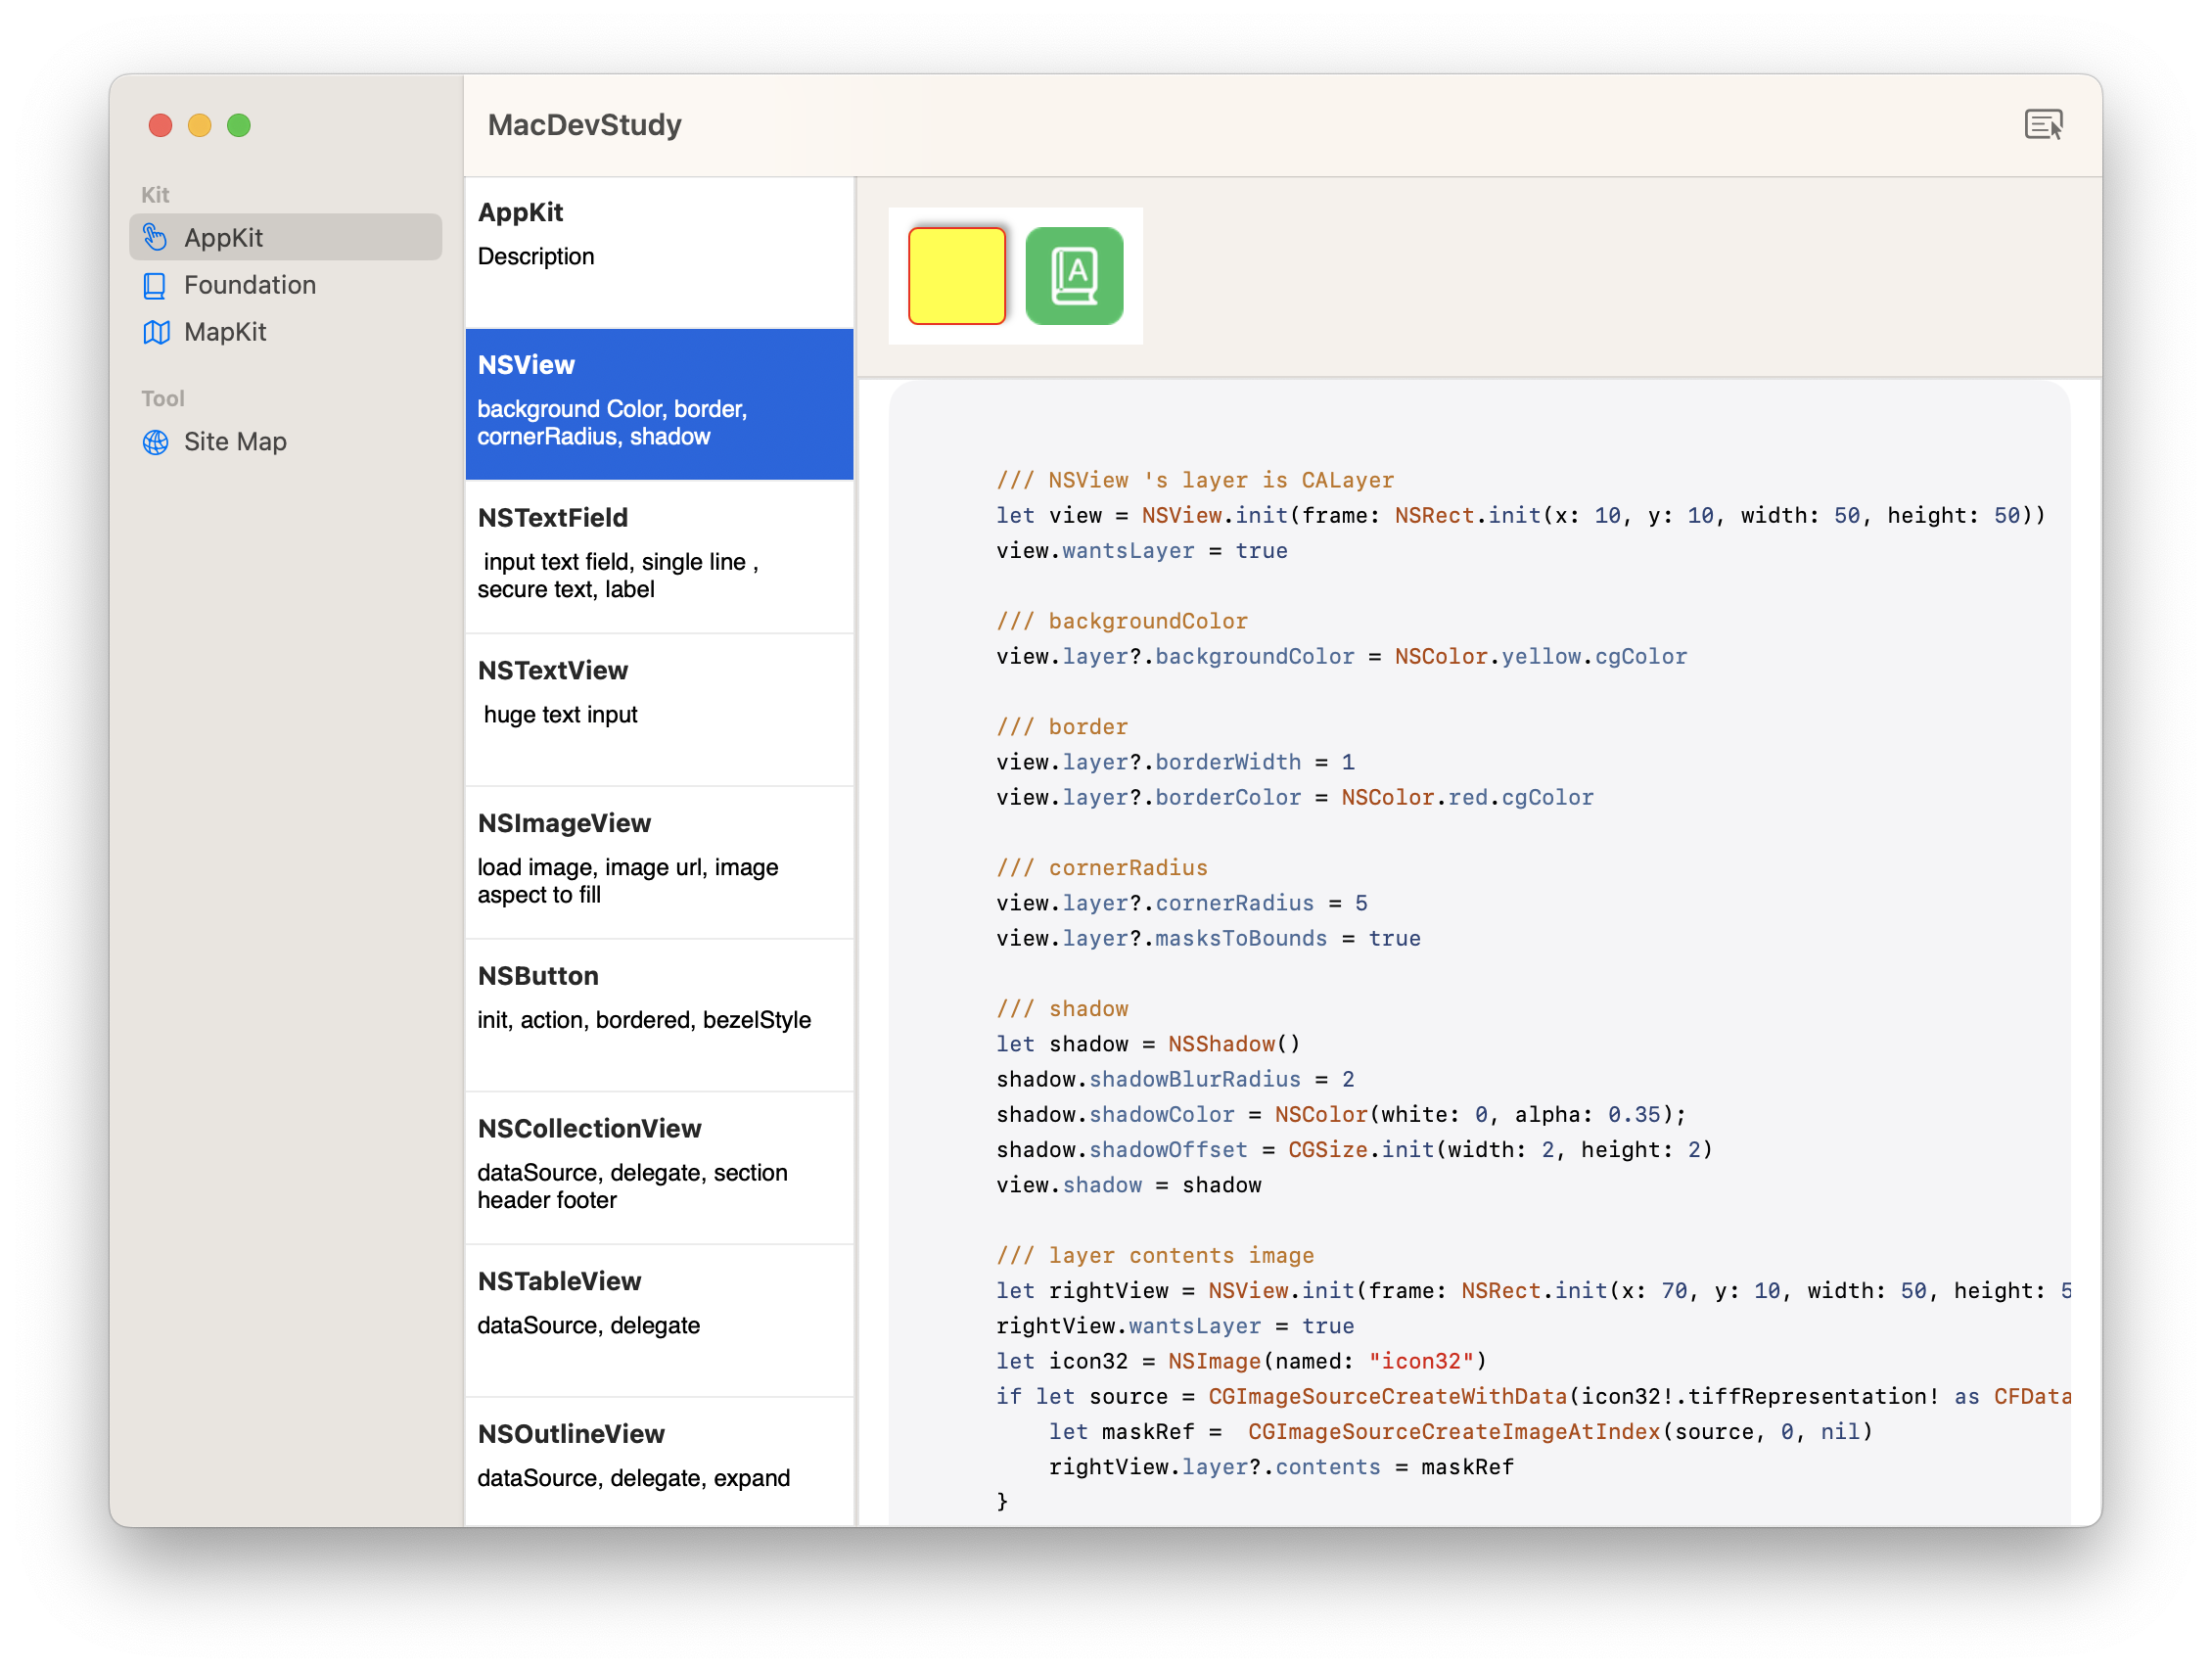 MacDevStudy
Kit
AppKit
Foundation
MapKit
Tool
Site Map
AppKit
Description
NSView
background Color, border,
cornerRadius, shadow
NSTextField
input text field, single line ,
secure text, label
NSTextView
huge text input
NSImageView
load image, image url, image
aspect to fill
NSButton
init, action, bordered, bezelStyle
NSCollectionView
dataSource, delegate, section
header footer
NSTableView
dataSource, delegate
NSOutlineView
dataSource, delegate, expand
A
/// NSView 's layer is CALayer
let view = NSView.init(frame: NSRect.init(x: 10, y: 10, width: 50, height: 50))
view.wantsLayer = true
/// backgroundColor
view.layer?.backgroundColor = NSColor.yellow.cgColor
/// border
view.layer?.borderWidth = 1
view.layer?.borderColor = NSColor.red.cgColor
/// cornerRadius
view.layer?.cornerRadius = 5
view.layer?.masksToBounds = true
/// shadow
let shadow = NSShadow()
shadow.shadowBlurRadius = 2
shadow.shadowColor = NSColor(white: 0, alpha: 0.35);
shadow.shadowOffset = CGSize.init(width: 2, height: 2)
view.shadow = shadow
/// layer contents image
let rightView = NSView.init(frame: NSRect.init(x: 70, y: 10, width: 50, height: 5
rightView.wantsLayer = true
let icon32 = NSImage(named: "icon32")
if let source = CGImageSourceCreateWithData(icon32!.tiffRepresentation! as CFData
    let maskRef =  CGImageSourceCreateImageAtIndex(source, 0, nil)
    rightView.layer?.contents = maskRef
}